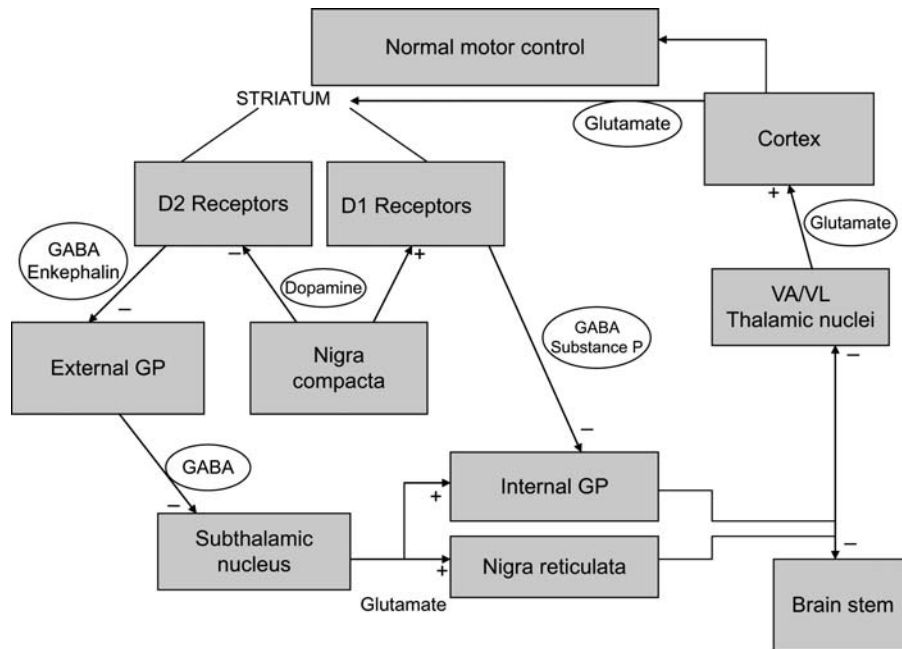 Normal motor control
STRIATUM
Glutamate
Cortex
+
D2 Receptors
D1 Receptors
Glutamate
GABA
Enkephalin
–
+
Dopamine
VA/VL
Thalamic nuclei
–
External GP
Nigra
compacta
GABA
Substance P
–
–
GABA
Internal GP
+
–
Subthalamic
nucleus
Nigra reticulata
+
–
Glutamate
Brain stem